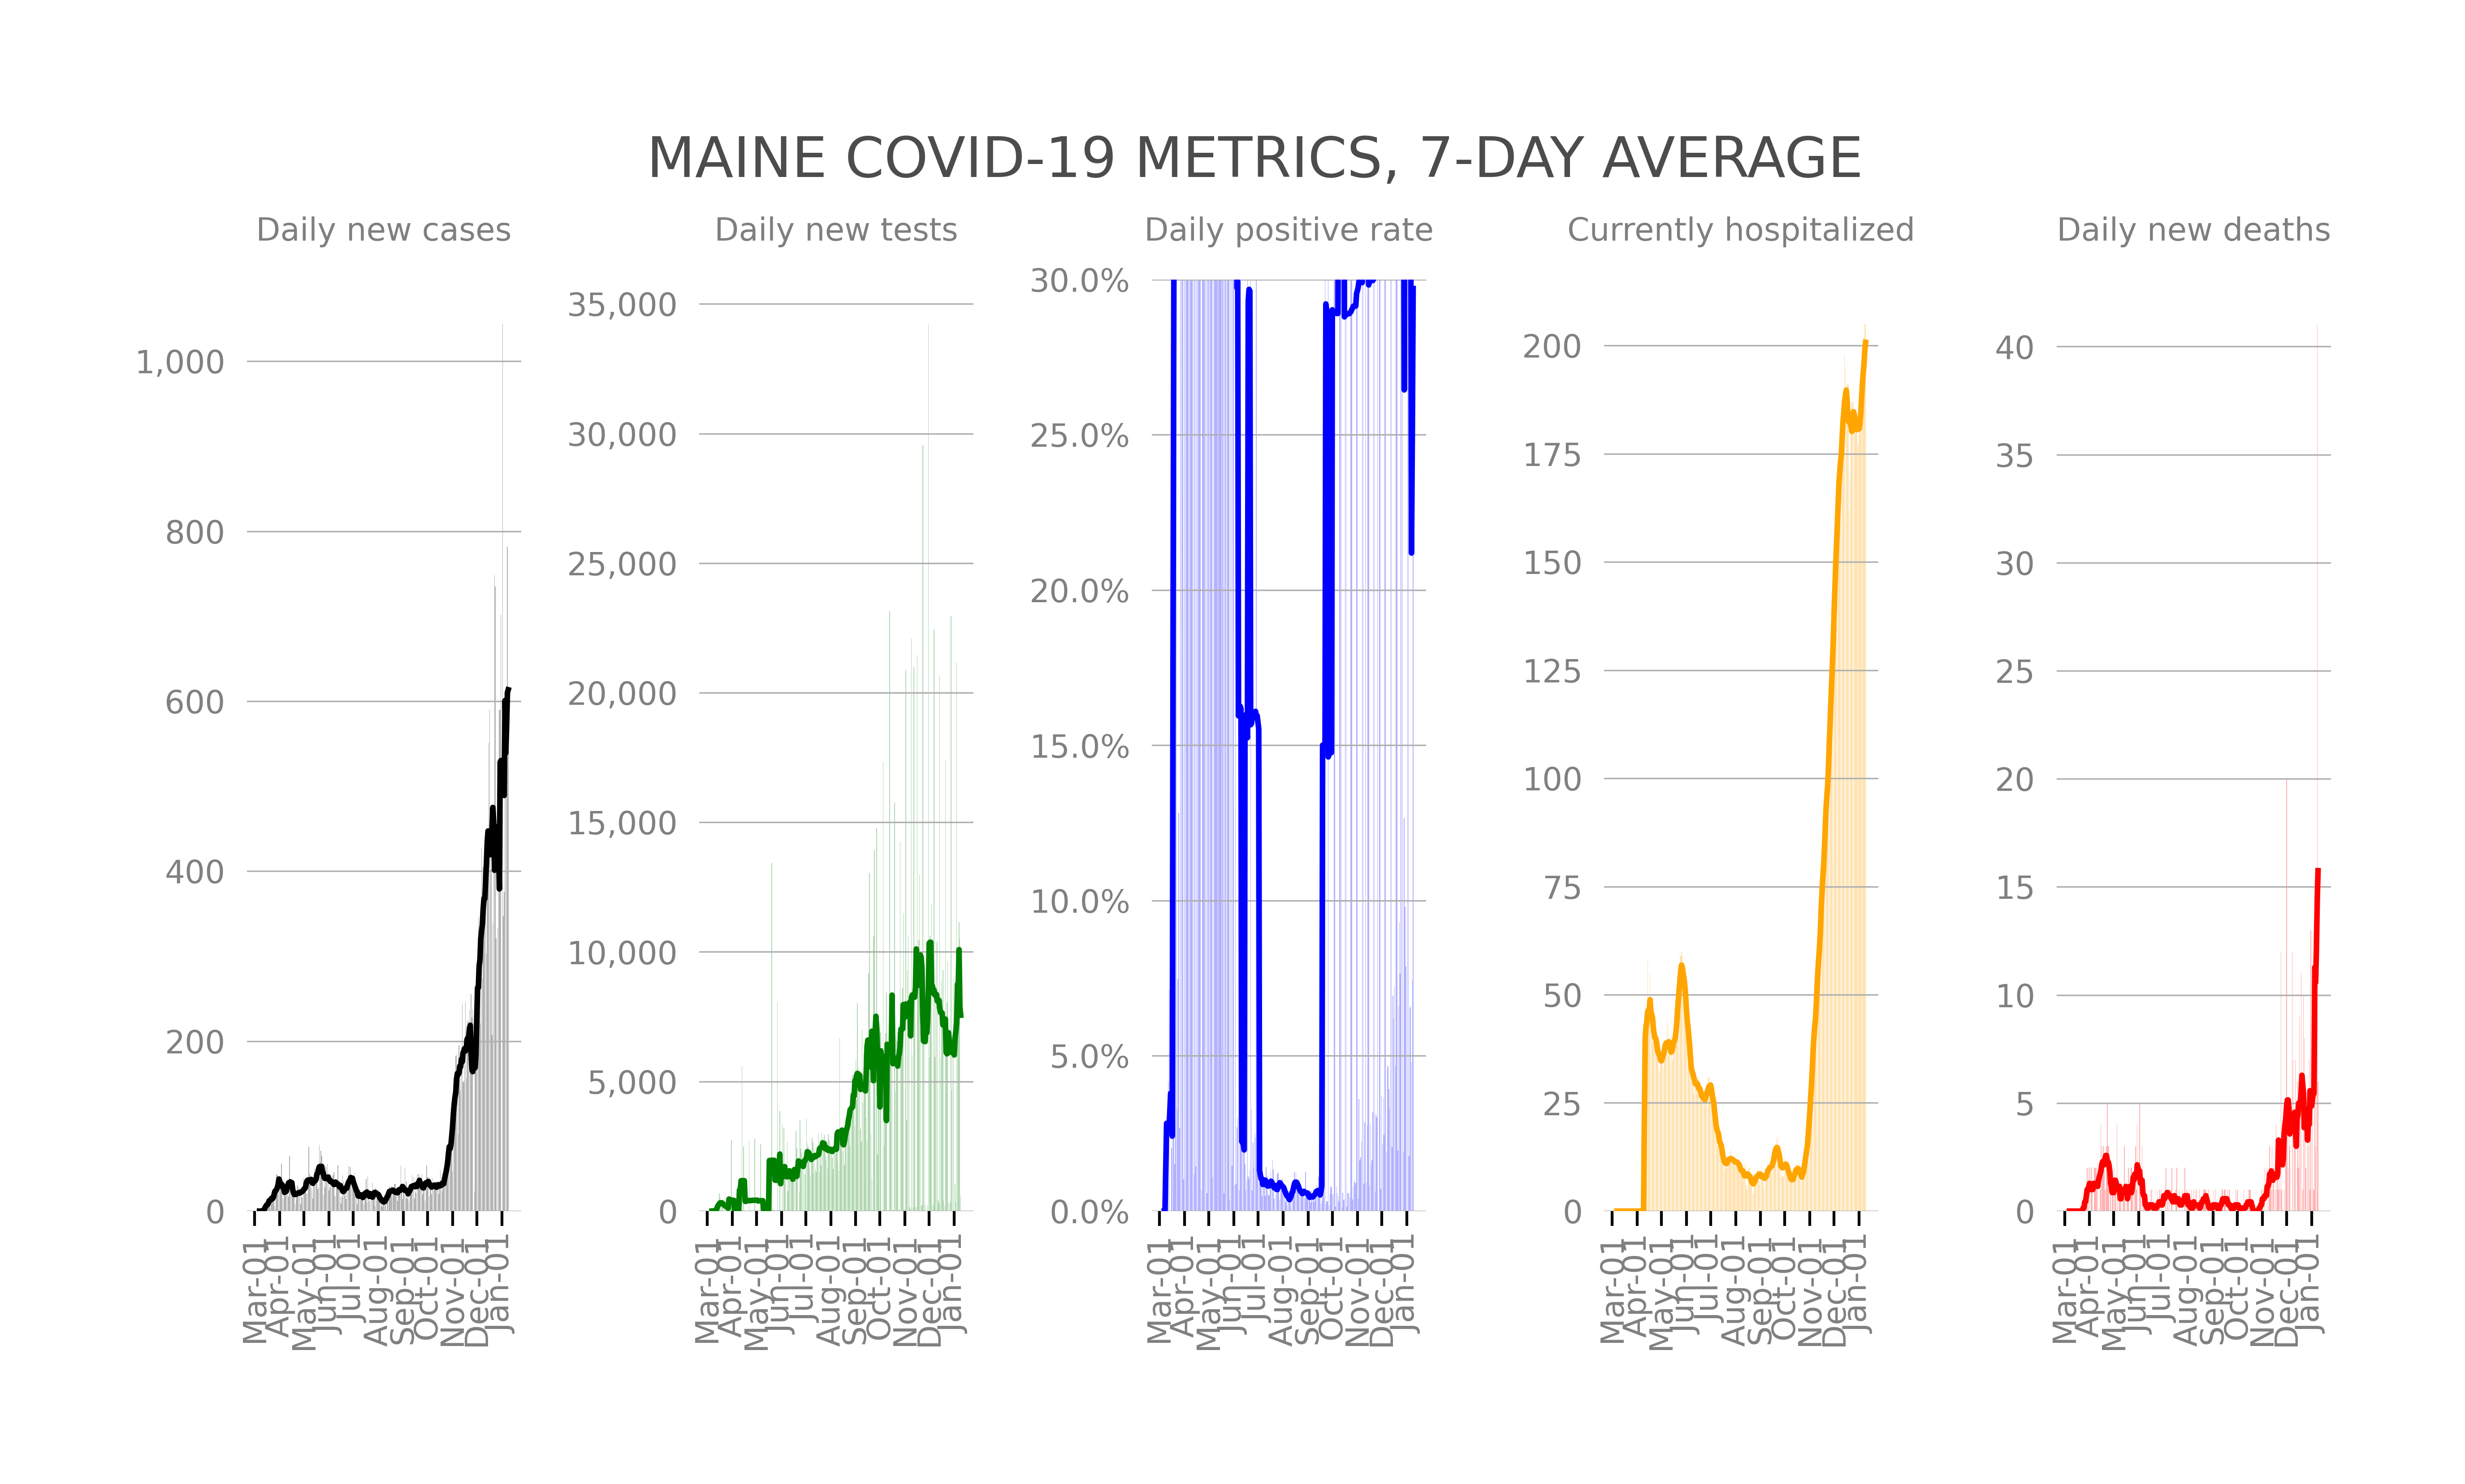 MAINE COVID-19 METRICS, 7-DAY AVERAGE
Daily new cases
1,000
800
600
400
200
0
Mar-01
Apr-01
May-01
Jun-01
Jul-01
Aug-01
Sep-01
Oct-01
Nov-01
Dec-01
Jan-01
Daily new tests
35,000
30,000
25,000
20,000
15,000
10,000
5,000
0
Mar-01
Apr-01
May-01
Jun-01
Jul-01
Aug-01
Sep-01
Oct-01
Nov-01
Dec-01
Jan-01
Daily positive rate
30.0%
25.0%
20.0%
15.0%
10.0%
5.0%
0.0%
Mar-01
Apr-01
May-01
Jun-01
Jul-01
Aug-01
Sep-01
Oct-01
Nov-01
Dec-01
Jan-01
Currently hospitalized
200
175
150
125
100
75
50
25
0
Mar-01
Apr-01
May-01
Jun-01
Jul-01
Aug-01
Sep-01
Oct-01
Nov-01
Dec-01
Jan-01
Daily new deaths
40
35
30
25
20
15
10
5
0
Mar-01
Apr-01
May-01
Jun-01
Jul-01
Aug-01
Sep-01
Oct-01
Nov-01
Dec-01
Jan-01